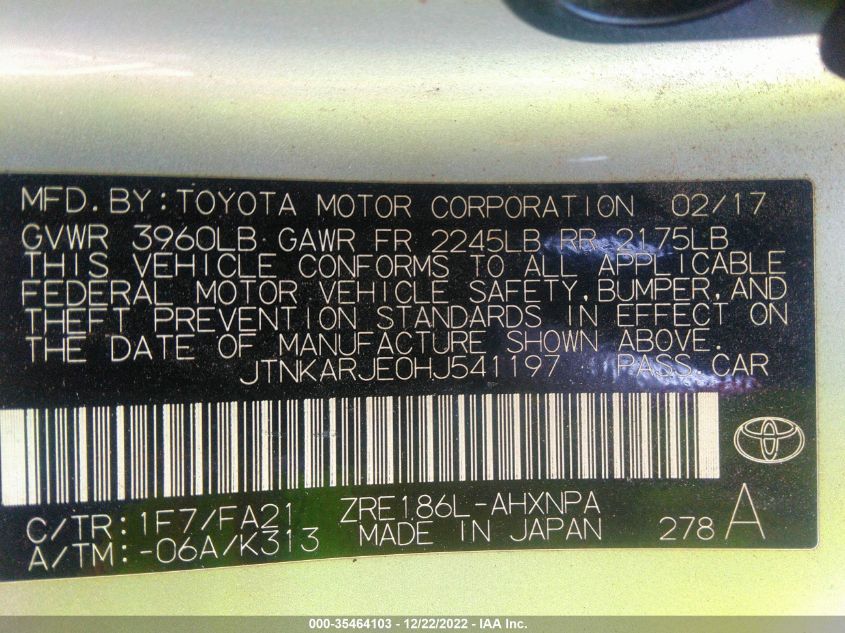 MFD.BY:TOYOTA MOTOR CORPORATION 02/17
GVWR 3960LB GAWR FR 2245LB RR 2175LB
THIS VEHICLE CONFORMS TO ALL APPLICABLE
FEDERAL MOTOR VEHICLE SAFETY,BUMPER,AND
THEFT PREVENTION STANDARDS IN EFFECT ON
THE DATE OF MANUFACTURE SHOWN ABOVE.
JTNKARJE0HJ541197 PASS.CAR
C/TR:1F7/FA21 ZRE186L-AHXNPA
A/TM:-06A/K313 MADE IN JAPAN 278 A
000-35464103 - 12/22/2022 - IAA Inc.